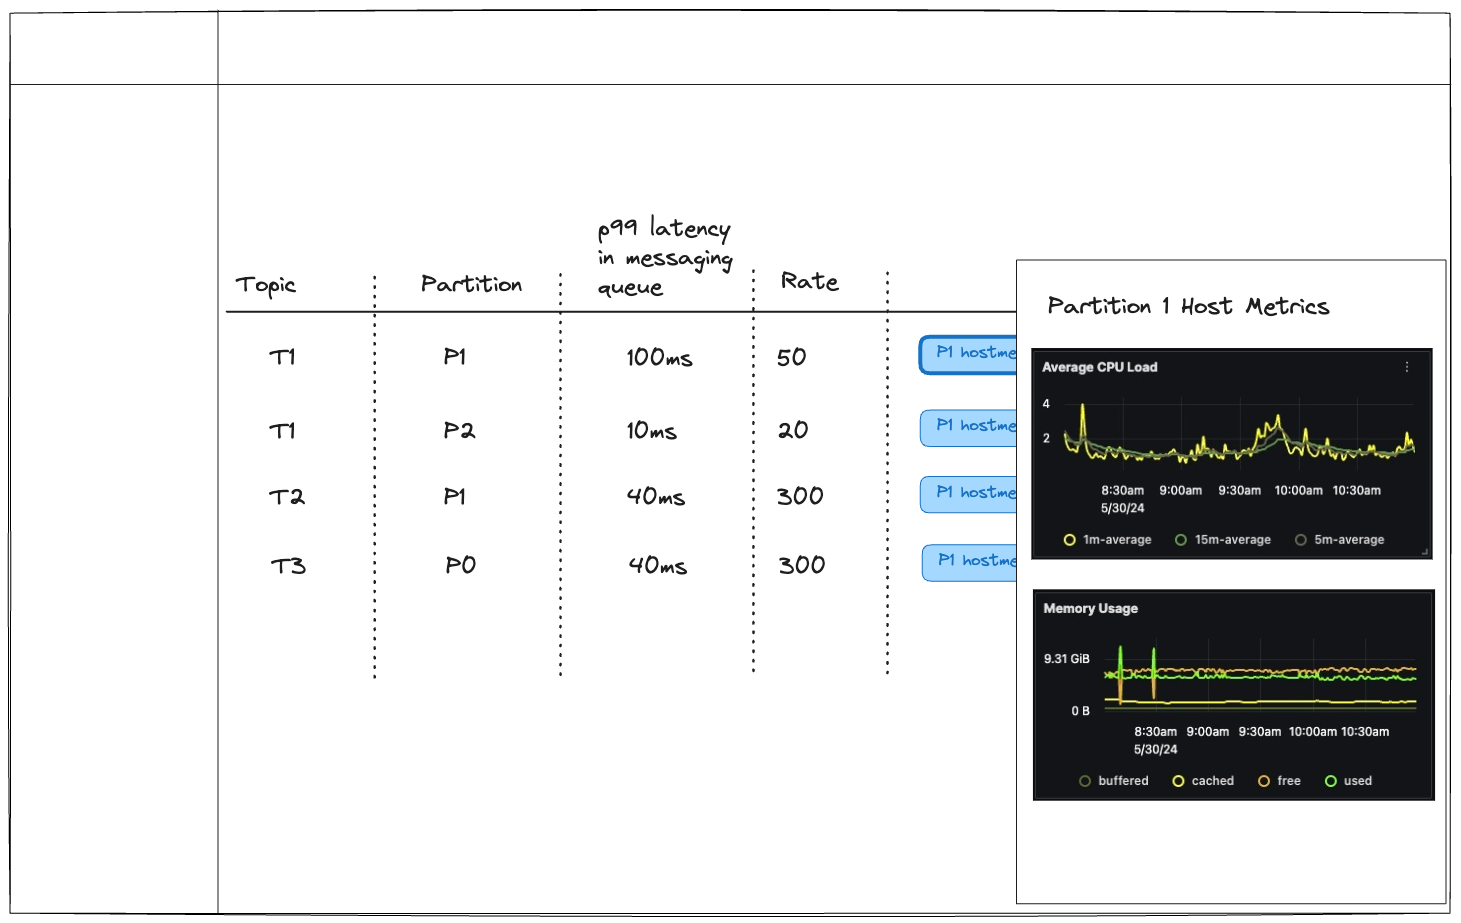 p99 latency
in messaging
queue
Topic
Partition
Rate
T1
P1
100ms
50
P1 hostme
T1
P2
10ms
20
P1 hostme
T2
P1
40ms
300
P1 hostme
T3
P0
40ms
300
P1 hostme
Partition 1 Host Metrics
Average CPU Load
4
2
8:30am 9:00am 9:30am 10:00am 10:30am
5/30/24
1m-average 15m-average 5m-average
Memory Usage
9.31 GiB
0 B
8:30am 9:00am 9:30am 10:00am 10:30am
5/30/24
buffered cached free used